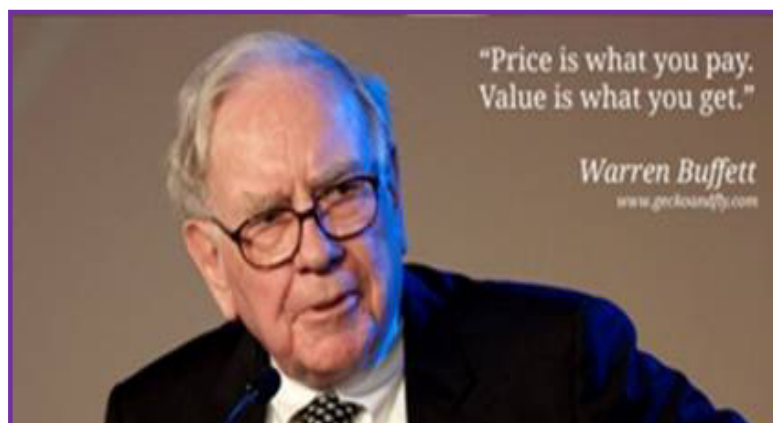 “Price is what you pay.
Value is what you get.”
Warren Buffett
www.geckoandfly.com